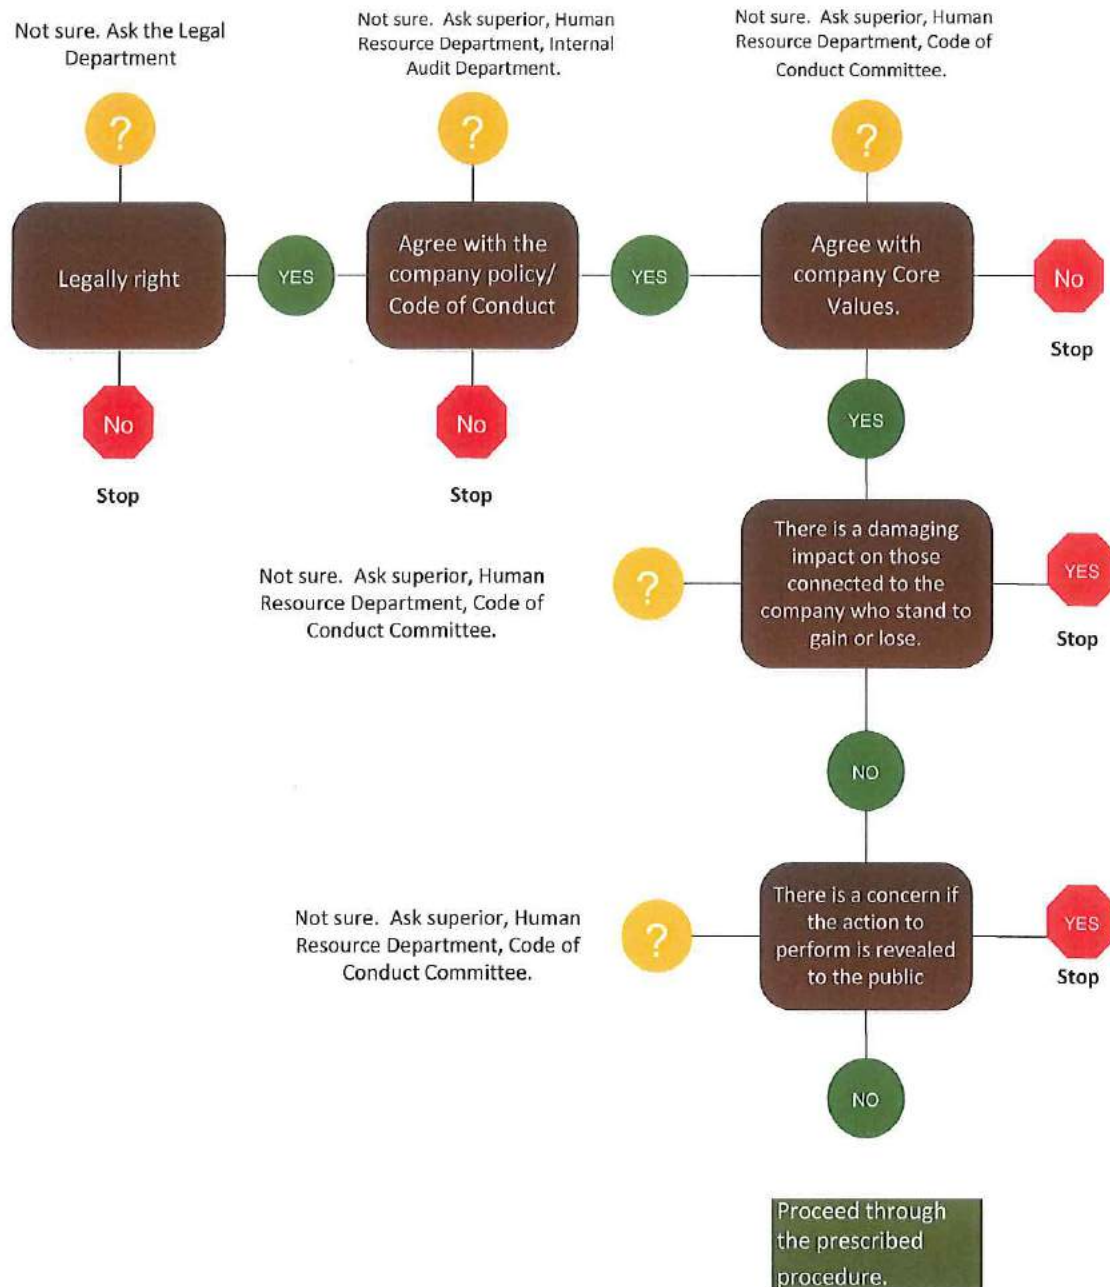 Not sure. Ask the Legal
Department
Not sure. Ask superior, Human
Resource Department, Internal
Audit Department.
Not sure. Ask superior, Human
Resource Department, Code of
Conduct Committee.
?
?
?
Legally right
YES
Agree with the
company policy/
Code of Conduct
YES
Agree with
company Core
Values.
No
Stop
No
Stop
No
Stop
YES
Not sure. Ask superior, Human
Resource Department, Code of
Conduct Committee.
?
There is a damaging
impact on those
connected to the
company who stand to
gain or lose.
YES
Stop
NO
Not sure. Ask superior, Human
Resource Department, Code of
Conduct Committee.
?
There is a concern if
the action to
perform is revealed
to the public
YES
Stop
NO
Proceed through
the prescribed
procedure.